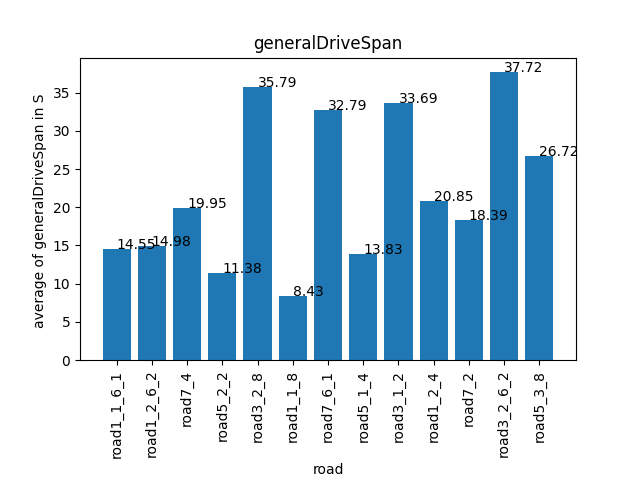 generalDriveSpan
average of generalDriveSpan in S
35
30
25
20
15
10
5
0
14.55
14.98
19.95
11.38
35.79
8.43
32.79
13.83
33.69
20.85
18.39
37.72
26.72
road1_1_6_1
road1_2_6_2
road7_4
road5_2_2
road3_2_8
road1_1_8
road7_6_1
road5_1_4
road3_1_2
road1_2_4
road7_2
road3_2_6_2
road5_3_8
road